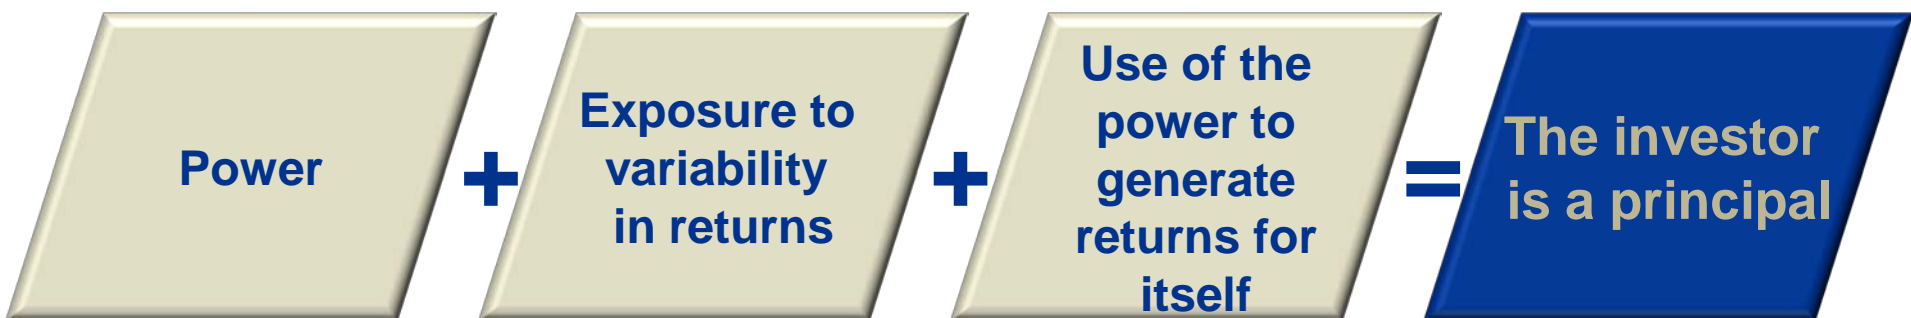 Power
+
Exposure to
variability
in returns
+
Use of the
power to
generate
returns for
itself
=
The investor
is a principal